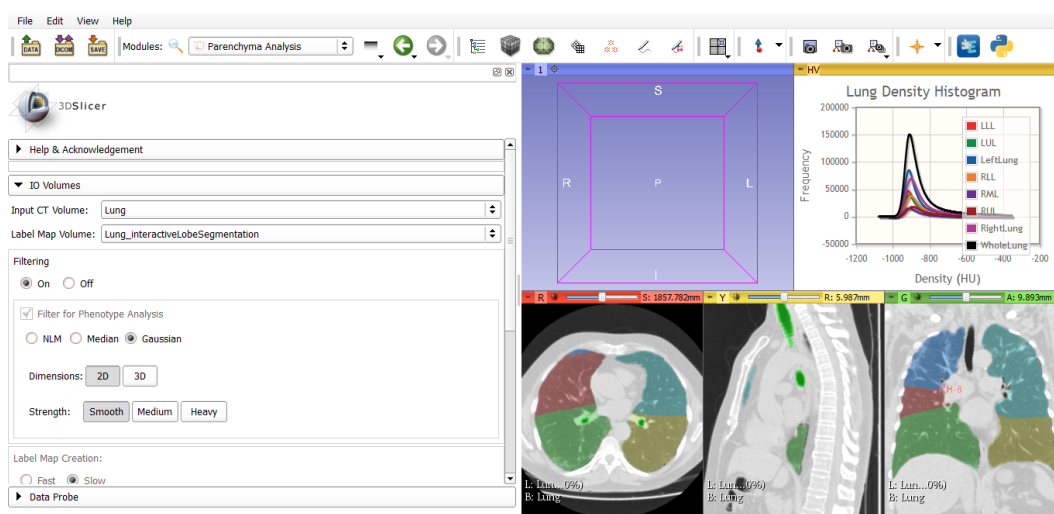 File Edit View Help
DATA DICOM SAVE Modules: Parenchyma Analysis
3DSlicer
Help & Acknowledgement
IO Volumes
Input CT Volume: Lung
Label Map Volume: Lung_interactiveLobeSegmentation
Filtering
On Off
Filter for Phenotype Analysis
NLM Median Gaussian
Dimensions: 2D 3D
Strength: Smooth Medium Heavy
Label Map Creation:
Fast Slow
Data Probe
1
S
R P L
I
HV
Lung Density Histogram
Frequency
200000
150000
100000
50000
0
-50000
-1200 -1000 -800 -600 -400 -200
Density (HU)
LLL
LUL
LeftLung
RLL
RML
RUL
RightLung
WholeLung
R S: 1857.782mm
L: Lun...0%)
B: Lung
Y R: 5.987mm
L: Lun...0%)
B: Lung
G A: 9.893mm
L: Lun...0%)
B: Lung